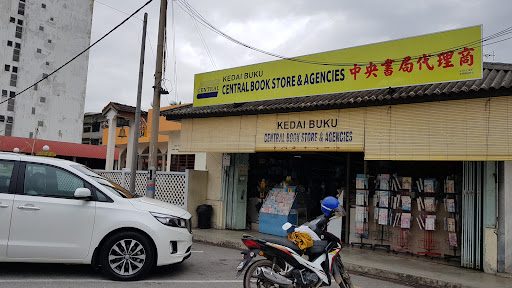 KEDAI BUKU
CENTRAL BOOK STORE & AGENCIES 中央書局代理商
CENTRAL
KEDAI BUKU
CENTRAL BOOK STORE & AGENCIES